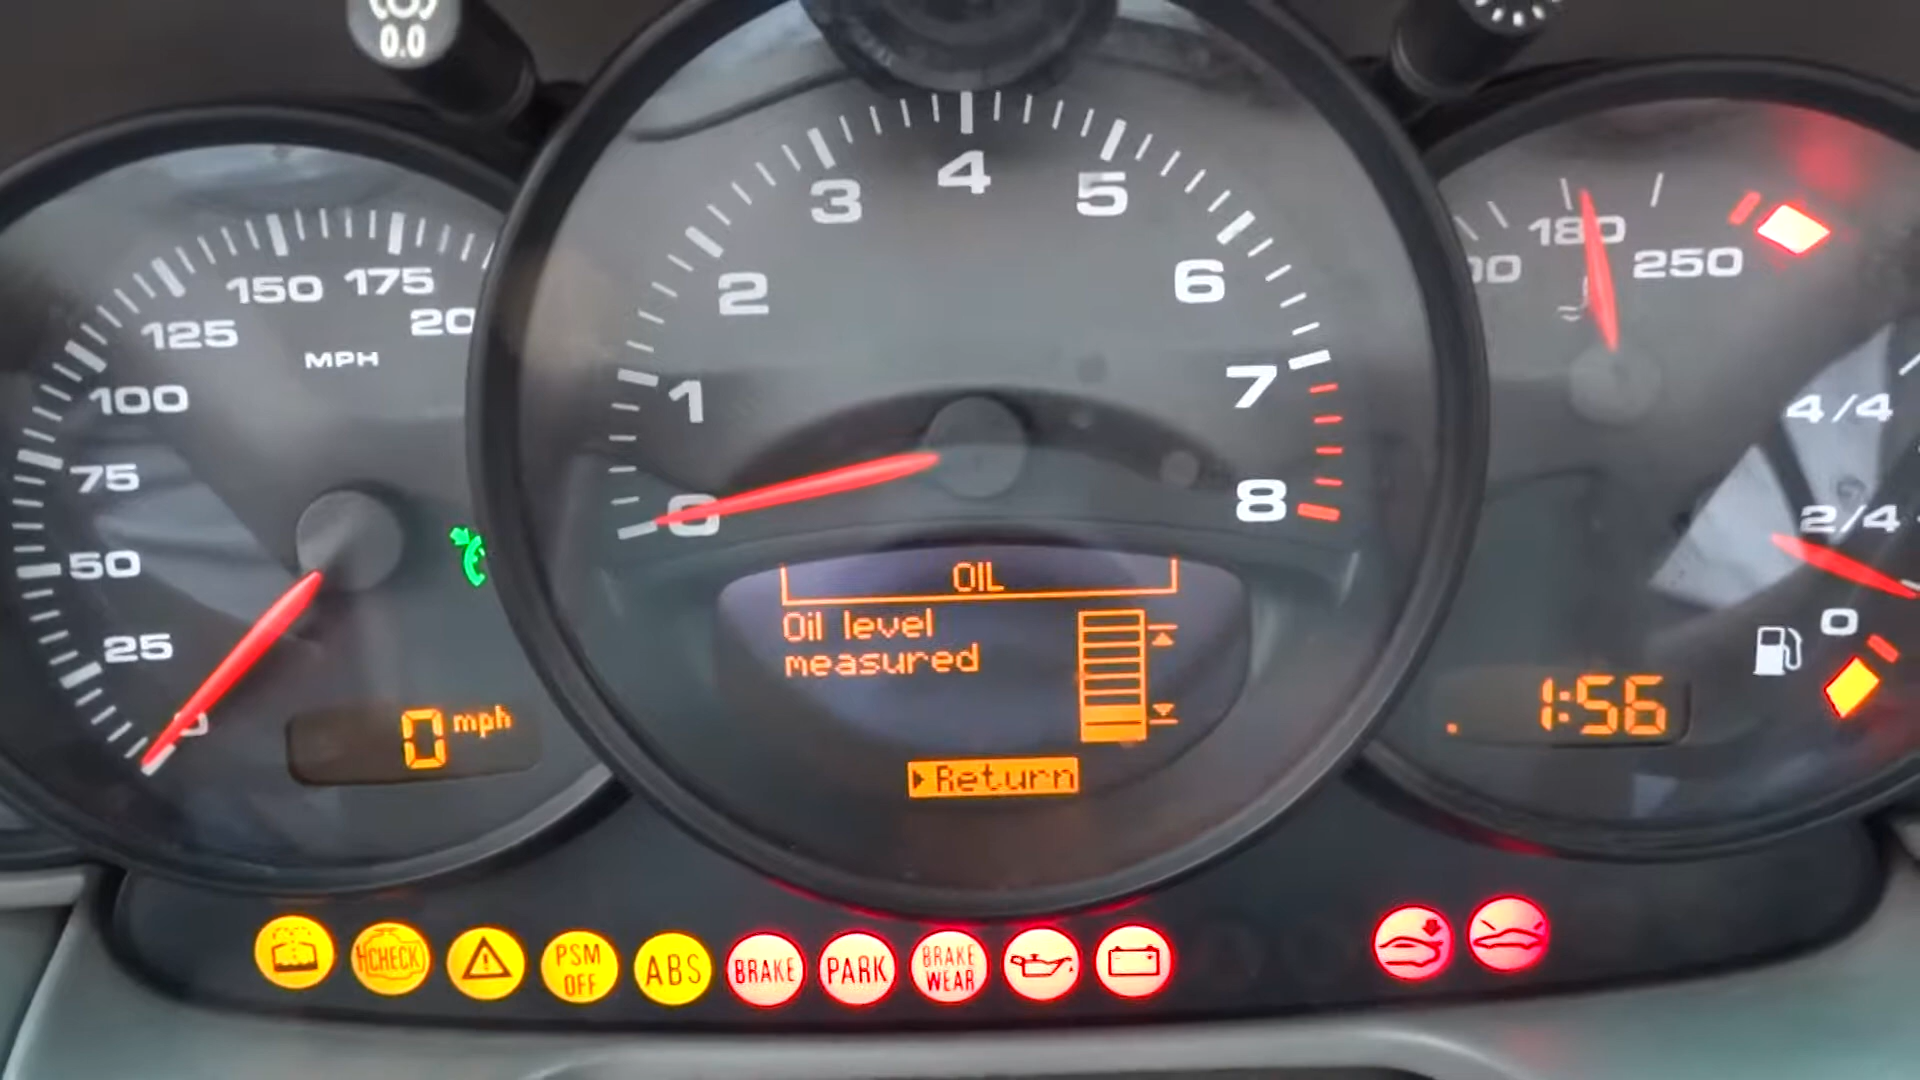 0.0
150 175
125
20
MPH
100
75
50
25
0 mph
4
3 5
2 6
1 7
0 8
OIL
Oil level
measured
Return
180
250
4/4
2/4
0
1:56
CHECK
PSM
OFF
ABS
BRAKE
PARK
BRAKE
WEAR